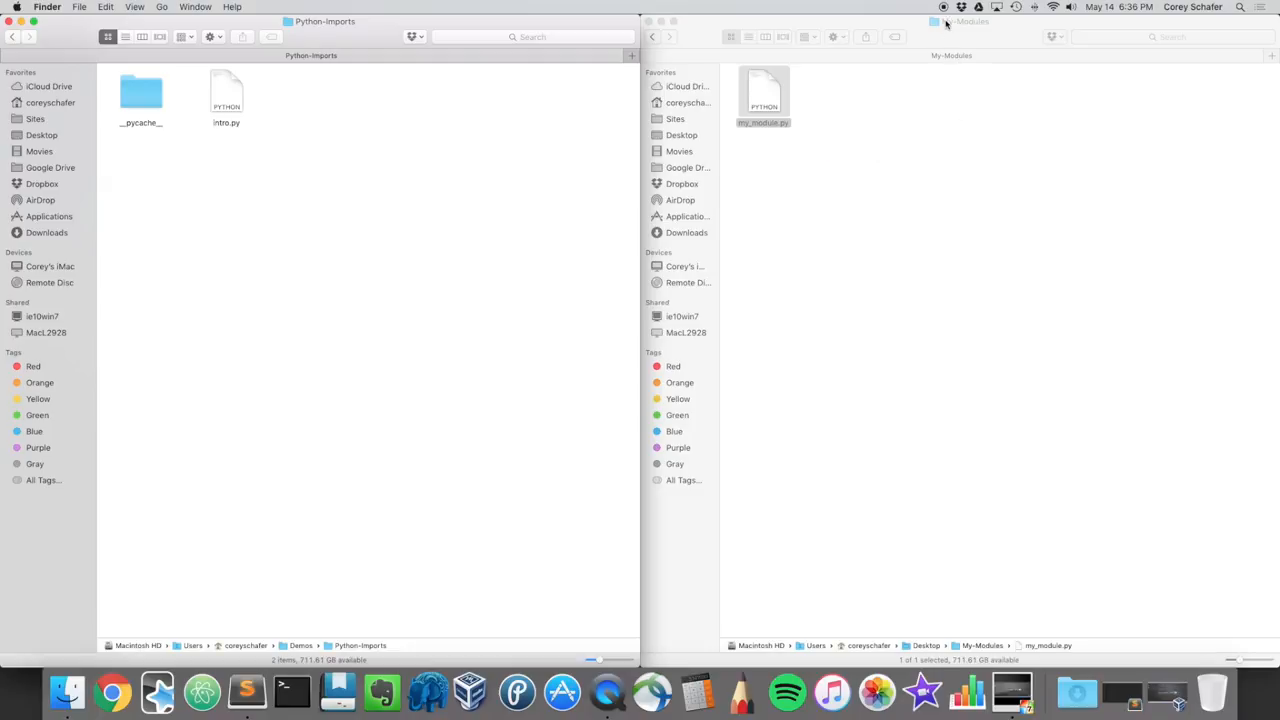 Finder File Edit View Go Window Help
May 14 6:36 PM Corey Schafer
Python-Imports
Search
Python-Imports
Favorites
iCloud Drive
coreyschafer
Sites
Desktop
Movies
Google Drive
Dropbox
AirDrop
Applications
Downloads
Devices
Corey's iMac
Remote Disc
Shared
ie10win7
MacL2928
Tags
Red
Orange
Yellow
Green
Blue
Purple
Gray
All Tags...
__pycache__
PYTHON
intro.py
Macintosh HD › Users › coreyschafer › Demos › Python-Imports
2 items, 711.61 GB available
My-Modules
Search
My-Modules
Favorites
iCloud Dri...
coreyscha...
Sites
Desktop
Movies
Google Dr...
Dropbox
AirDrop
Applicatio...
Downloads
Devices
Corey's i...
Remote Di...
Shared
ie10win7
MacL2928
Tags
Red
Orange
Yellow
Green
Blue
Purple
Gray
All Tags...
PYTHON
my_module.py
Macintosh HD › Users › coreyschafer › Desktop › My-Modules › my_module.py
1 of 1 selected, 711.61 GB available